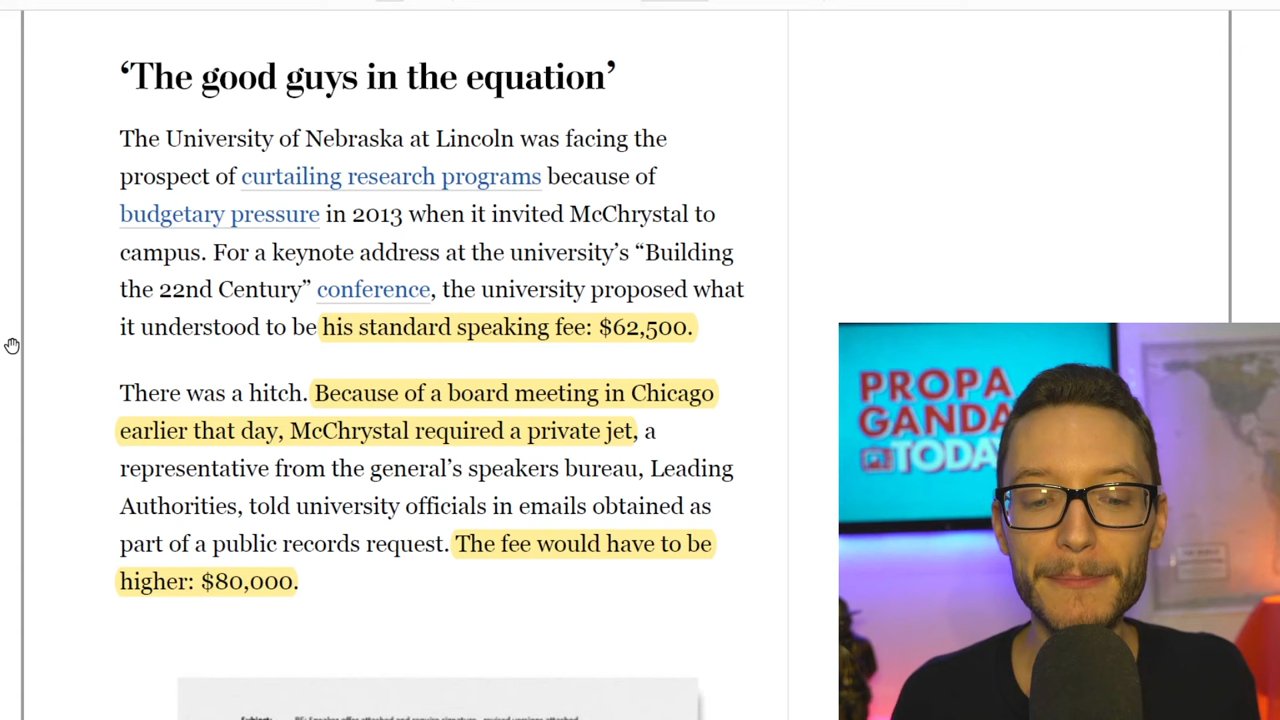 ‘The good guys in the equation’
The University of Nebraska at Lincoln was facing the
prospect of curtailing research programs because of
budgetary pressure in 2013 when it invited McChrystal to
campus. For a keynote address at the university’s “Building
the 22nd Century” conference, the university proposed what
it understood to be his standard speaking fee: $62,500.
There was a hitch. Because of a board meeting in Chicago
earlier that day, McChrystal required a private jet, a
representative from the general’s speakers bureau, Leading
Authorities, told university officials in emails obtained as
part of a public records request. The fee would have to be
higher: $80,000.
PROPA
GANDA
TODAY